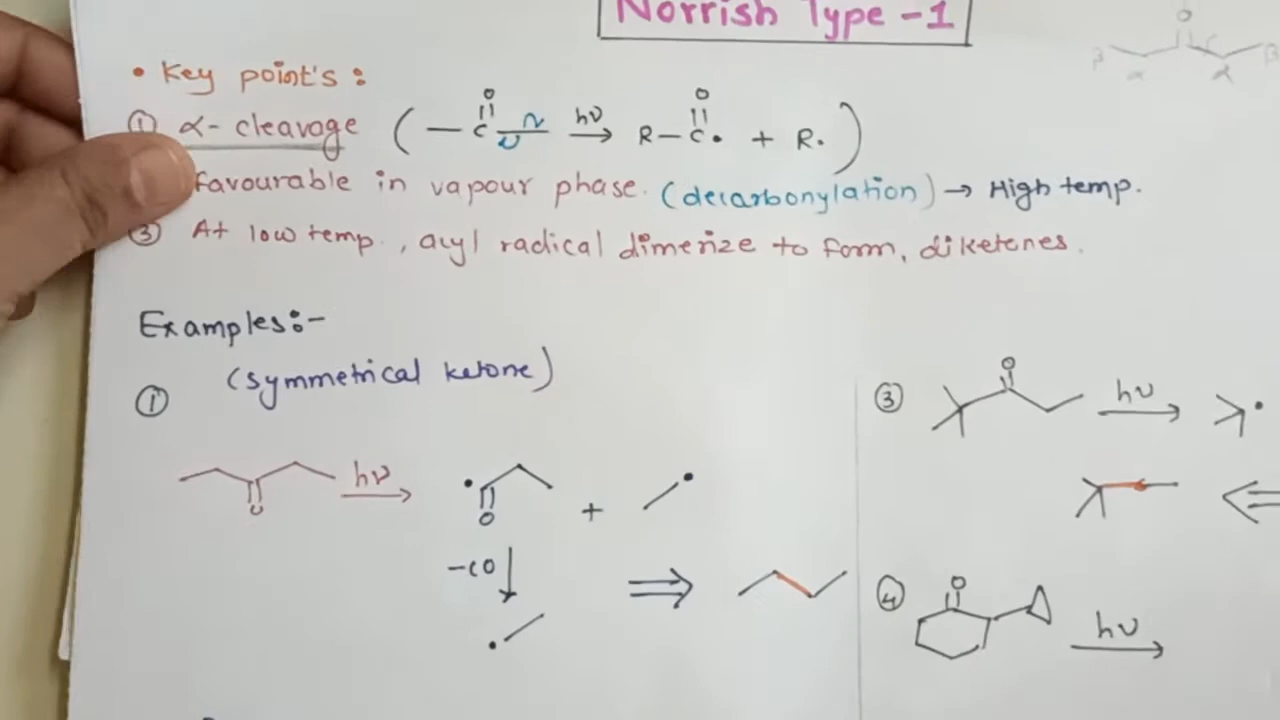 Norrish Type -1
• Key point's :
① α- cleavage ( — C O → hν R — C• O + R• )
favourable in vapour phase. (decarbonylation) → High temp.
③ At low temp., acyl radical dimerize to form, diketones.
Examples:-
(symmetrical ketone)
①
O hν • O +
-CO ⇒
③ O hν
⇐
④ O hν
O
β α α β